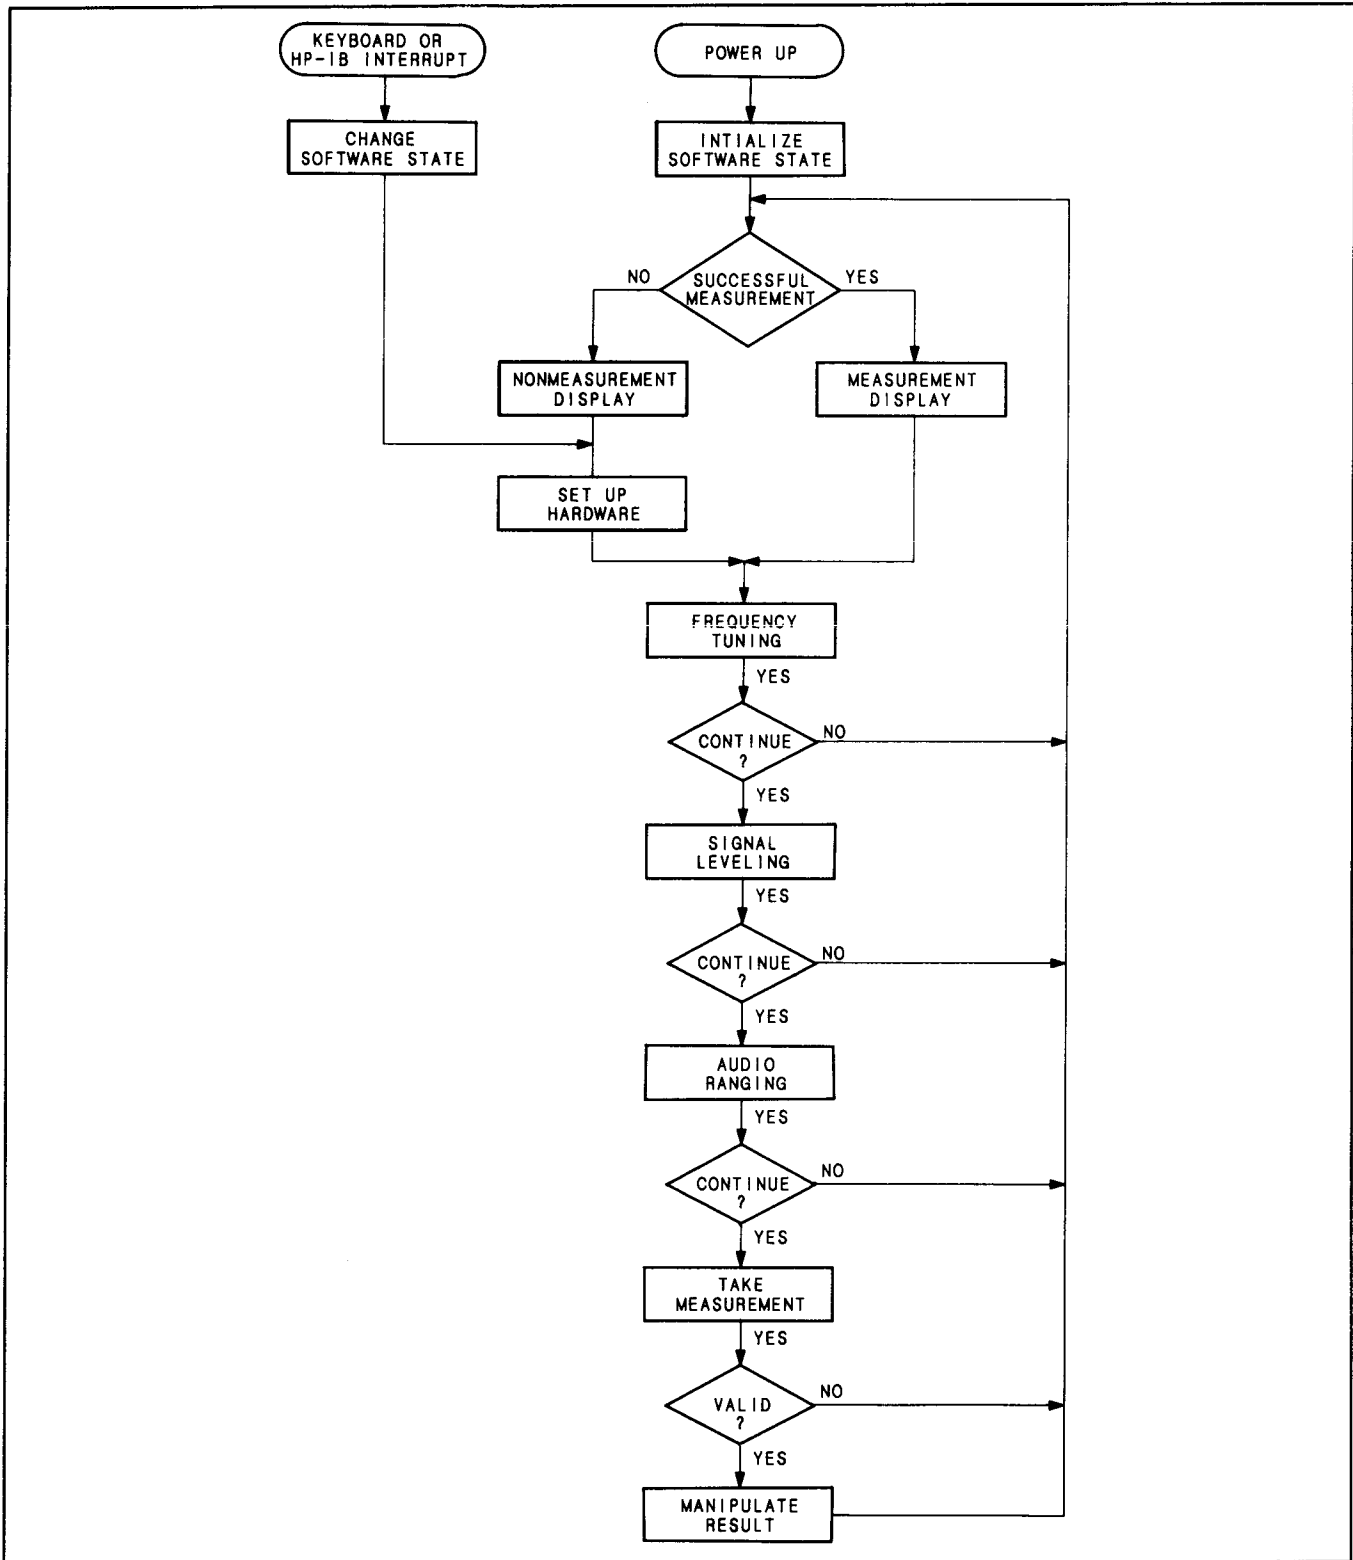 KEYBOARD OR
HP-IB INTERRUPT
POWER UP
CHANGE
SOFTWARE STATE
INTIALIZE
SOFTWARE STATE
NO
SUCCESSFUL
MEASUREMENT
YES
NONMEASUREMENT
DISPLAY
MEASUREMENT
DISPLAY
SET UP
HARDWARE
FREQUENCY
TUNING
YES
CONTINUE
?
NO
YES
SIGNAL
LEVELING
YES
CONTINUE
?
NO
YES
AUDIO
RANGING
YES
CONTINUE
?
NO
YES
TAKE
MEASUREMENT
YES
VALID
?
NO
YES
MANIPULATE
RESULT